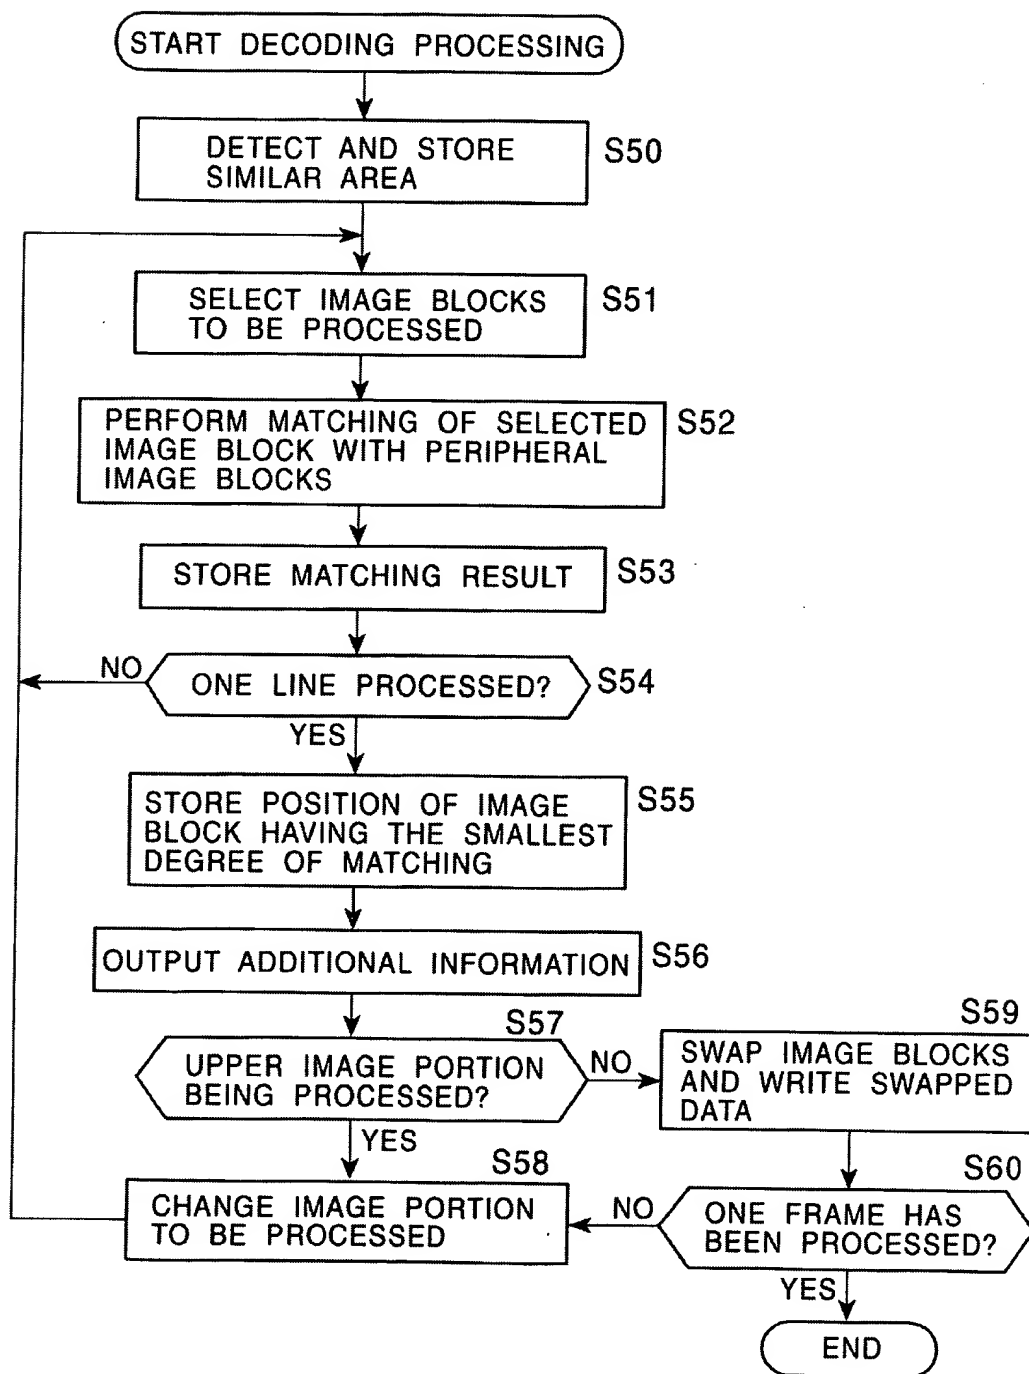 START DECODING PROCESSING
DETECT AND STORE
SIMILAR AREA
S50
SELECT IMAGE BLOCKS
TO BE PROCESSED
S51
PERFORM MATCHING OF SELECTED
IMAGE BLOCK WITH PERIPHERAL
IMAGE BLOCKS
S52
STORE MATCHING RESULT
S53
NO
ONE LINE PROCESSED?
S54
YES
STORE POSITION OF IMAGE
BLOCK HAVING THE SMALLEST
DEGREE OF MATCHING
S55
OUTPUT ADDITIONAL INFORMATION
S56
S57
UPPER IMAGE PORTION
BEING PROCESSED?
NO
YES
S59
SWAP IMAGE BLOCKS
AND WRITE SWAPPED
DATA
S58
CHANGE IMAGE PORTION
TO BE PROCESSED
NO
S60
ONE FRAME HAS
BEEN PROCESSED?
YES
END